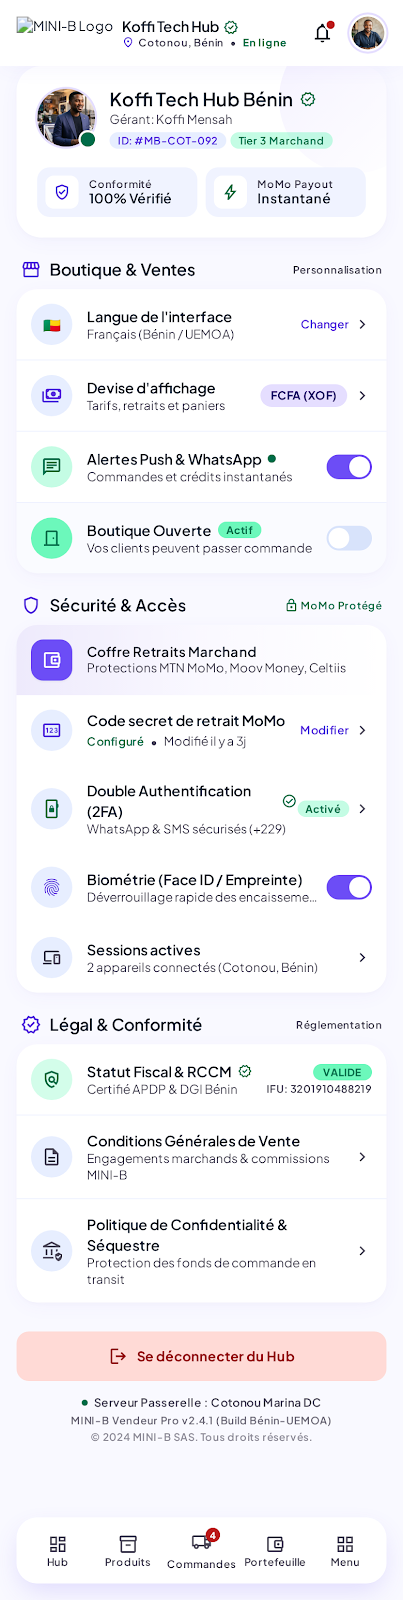 MINI-B Logo
Koffi Tech Hub
Cotonou, Bénin • En ligne
Koffi Tech Hub Bénin
Gérant: Koffi Mensah
ID: #MB-COT-092 Tier 3 Marchand
Conformité
100% Vérifié
MoMo Payout
Instantané
Boutique & Ventes
Personnalisation
Langue de l'interface
Français (Bénin / UEMOA)
Changer
Devise d'affichage
Tarifs, retraits et paniers
FCFA (XOF)
Alertes Push & WhatsApp
Commandes et crédits instantanés
Boutique Ouverte Actif
Vos clients peuvent passer commande
Sécurité & Accès
MoMo Protégé
Coffre Retraits Marchand
Protections MTN MoMo, Moov Money, Celtiis
123
Code secret de retrait MoMo
Configuré • Modifié il y a 3j
Modifier
Double Authentification
(2FA)
WhatsApp & SMS sécurisés (+229)
Activé
Biométrie (Face ID / Empreinte)
Déverrouillage rapide des encaisseme...
Sessions actives
2 appareils connectés (Cotonou, Bénin)
Légal & Conformité
Réglementation
Statut Fiscal & RCCM
Certifié APDP & DGI Bénin
VALIDE
IFU: 3201910488219
Conditions Générales de Vente
Engagements marchands & commissions
MINI-B
Politique de Confidentialité &
Séquestre
Protection des fonds de commande en
transit
Se déconnecter du Hub
Serveur Passerelle : Cotonou Marina DC
MINI-B Vendeur Pro v2.4.1 (Build Bénin-UEMOA)
© 2024 MINI-B SAS. Tous droits réservés.
4
Hub
Produits
Commandes
Portefeuille
Menu